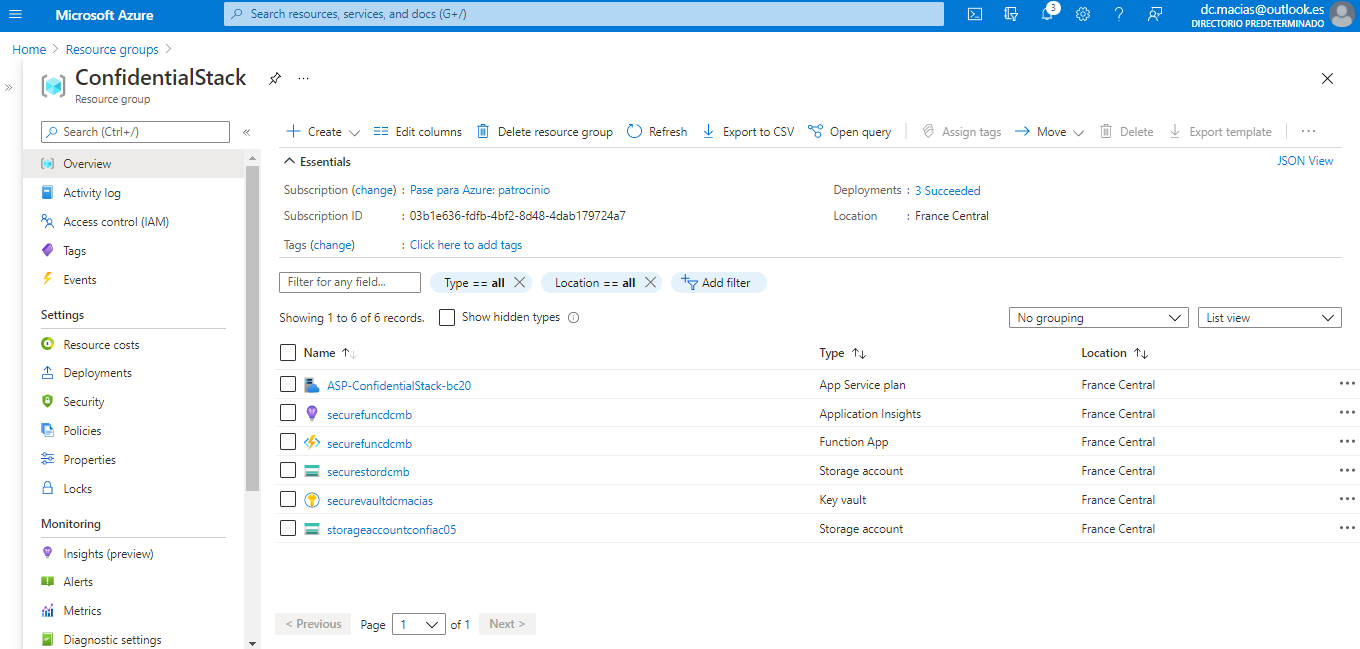 Microsoft Azure
Search resources, services, and docs (G+/)
3
dc.macias@outlook.es
DIRECTORIO PREDETERMINADO
Home > Resource groups >
ConfidentialStack
Resource group
Search (Ctrl+/)
Overview
Activity log
Access control (IAM)
Tags
Events
Settings
Resource costs
Deployments
Security
Policies
Properties
Locks
Monitoring
Insights (preview)
Alerts
Metrics
Diagnostic settings
Create Edit columns Delete resource group Refresh Export to CSV Open query Assign tags Move Delete Export template
Essentials JSON View
Subscription (change) : Pase para Azure: patrocinio Deployments : 3 Succeeded
Subscription ID : 03b1e636-fdfb-4bf2-8d48-4dab179724a7 Location : France Central
Tags (change) : Click here to add tags
Filter for any field... Type == all Location == all Add filter
Showing 1 to 6 of 6 records. Show hidden types No grouping List view
Name Type Location
ASP-ConfidentialStack-bc20 App Service plan France Central
securefuncdcmb Application Insights France Central
securefuncdcmb Function App France Central
securestordcmb Storage account France Central
securevaultdcmacias Key vault France Central
storageaccountconfiac05 Storage account France Central
< Previous Page 1 of 1 Next >